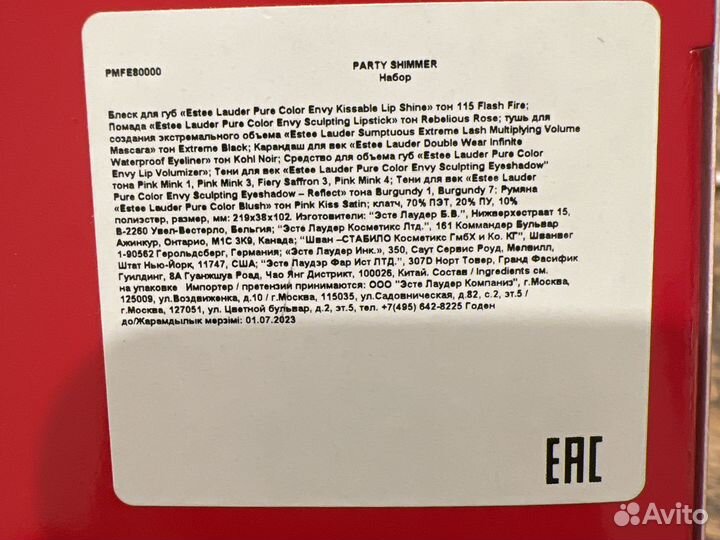 PMFE80000
PARTY SHIMMER
Набор
Блеск для губ «Estee Lauder Pure Color Envy Kissable Lip Shine» тон 115 Flash Fire;
Помада «Estee Lauder Pure Color Envy Sculpting Lipstick» тон Rebelious Rose; тушь для
создания экстремального объема «Estee Lauder Sumptuous Extreme Lash Multiplying Volume
Mascara» тон Extreme Black; Карандаш для век «Estee Lauder Double Wear Infinite
Waterproof Eyeliner» тон Kohl Noir; Средство для объема губ «Estee Lauder Pure Color
Envy Lip Volumizer»; Тени для век «Estee Lauder Pure Color Envy Sculpting Eyeshadow"
тона Pink Mink 1, Pink Mink 3, Fiery Saffron 3, Pink Mink 4; Тени для век «Estee Lauder
Pure Color Envy Sculpting Eyeshadow – Reflect» тона Burgundy 1, Burgundy 7; Румяна
«Estee Lauder Pure Color Blush» тон Pink Kiss Satin; клатч, 70% ПЭТ, 20% ПУ, 10%
полиэстер, размер, мм: 219x38x102. Изготовители: "Эсте Лаудер Б.В.", Нижверхестраат 15,
B-2260 Увел-Вестерло, Бельгия; "Эсте Лаудер Косметикс Лтд.", 161 Коммандер Бульвар
Ажинкур, Онтарио, M1C 3K9, Канада; "Шван –СТАБИЛО Косметикс ГмбХ и Ко. КГ", Шванвег
1-90562 Герольдсберг, Германия; «Эсте Лаудер Инк.», 350, Саут Сервис Роуд, Мелвилл,
Штат Нью-Йорк, 11747, США; "Эсте Лаудэр Фар Ист ЛТД.", 307D Норт Товер, Гранд Фасифик
Гуилдинг, 8A Гуанжшуа Роад, Чао Янг Дистрикт, 100026, Китай. Состав / Ingredients см.
на упаковке Импортер / претензии принимаются: ООО "Эсте Лаудер Компаниз", г.Москва,
125009, ул.Воздвиженка, д.10 / г.Москва, 115035, ул.Садовническая, д.82, с.2, эт.5 /
г.Москва, 127051, ул. Цветной бульвар, д.2, эт.5, тел. +7(495) 642-8225 Годен
до/Жарамдылык мерзімі: 01.07.2023
EAC
Avito